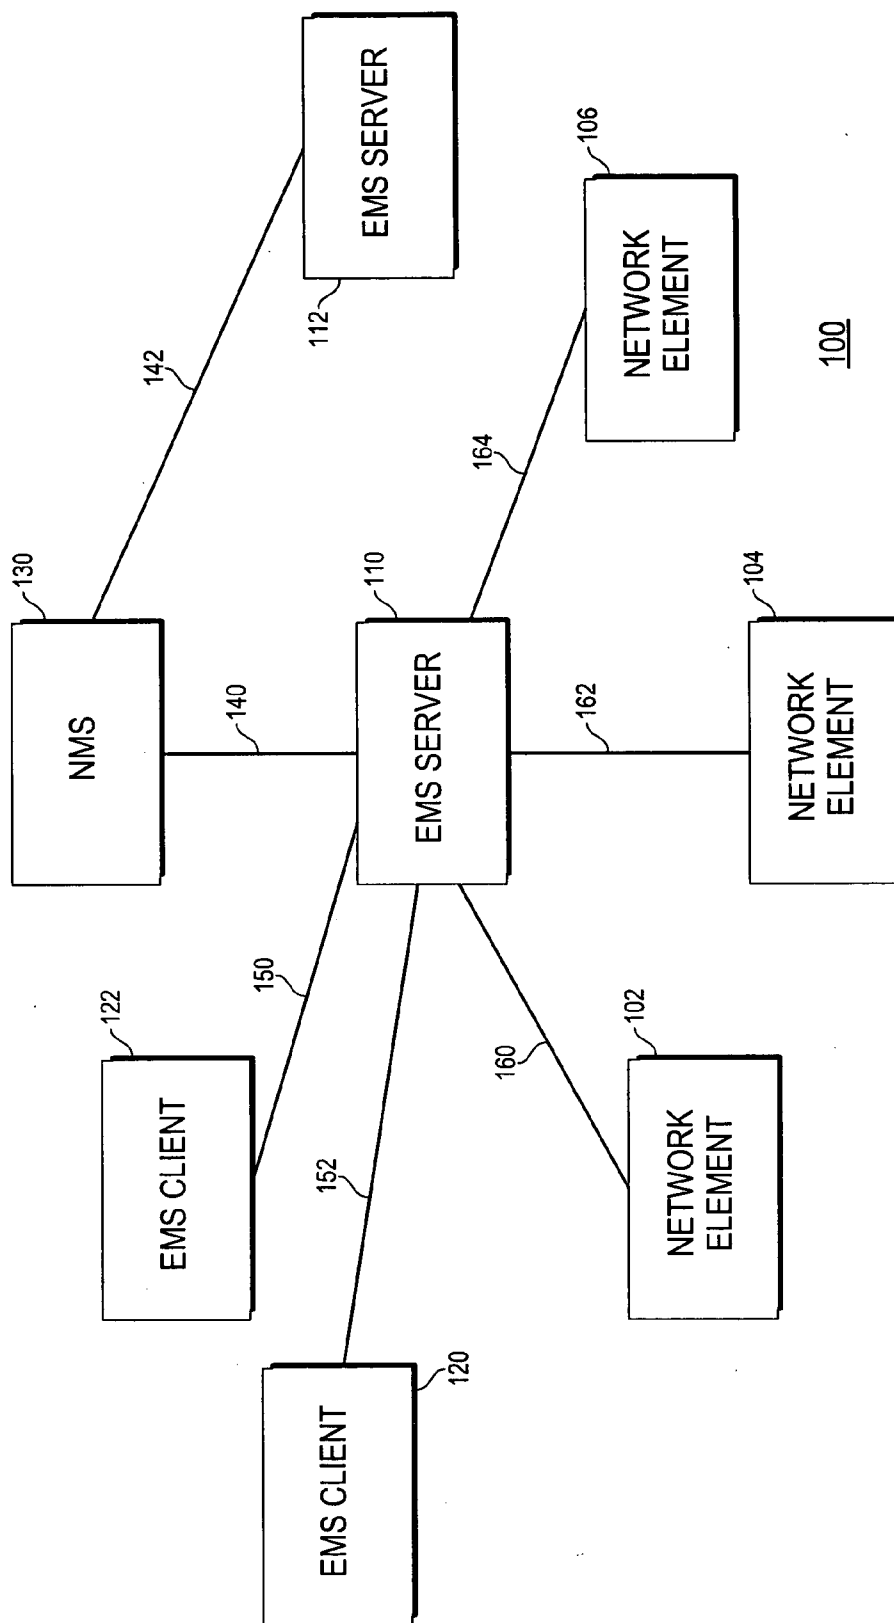 130
NMS
142
EMS SERVER
112
122
EMS CLIENT
150
140
110
EMS SERVER
152
EMS CLIENT
120
164
106
NETWORK
ELEMENT
160
162
102
NETWORK
ELEMENT
104
NETWORK
ELEMENT
100